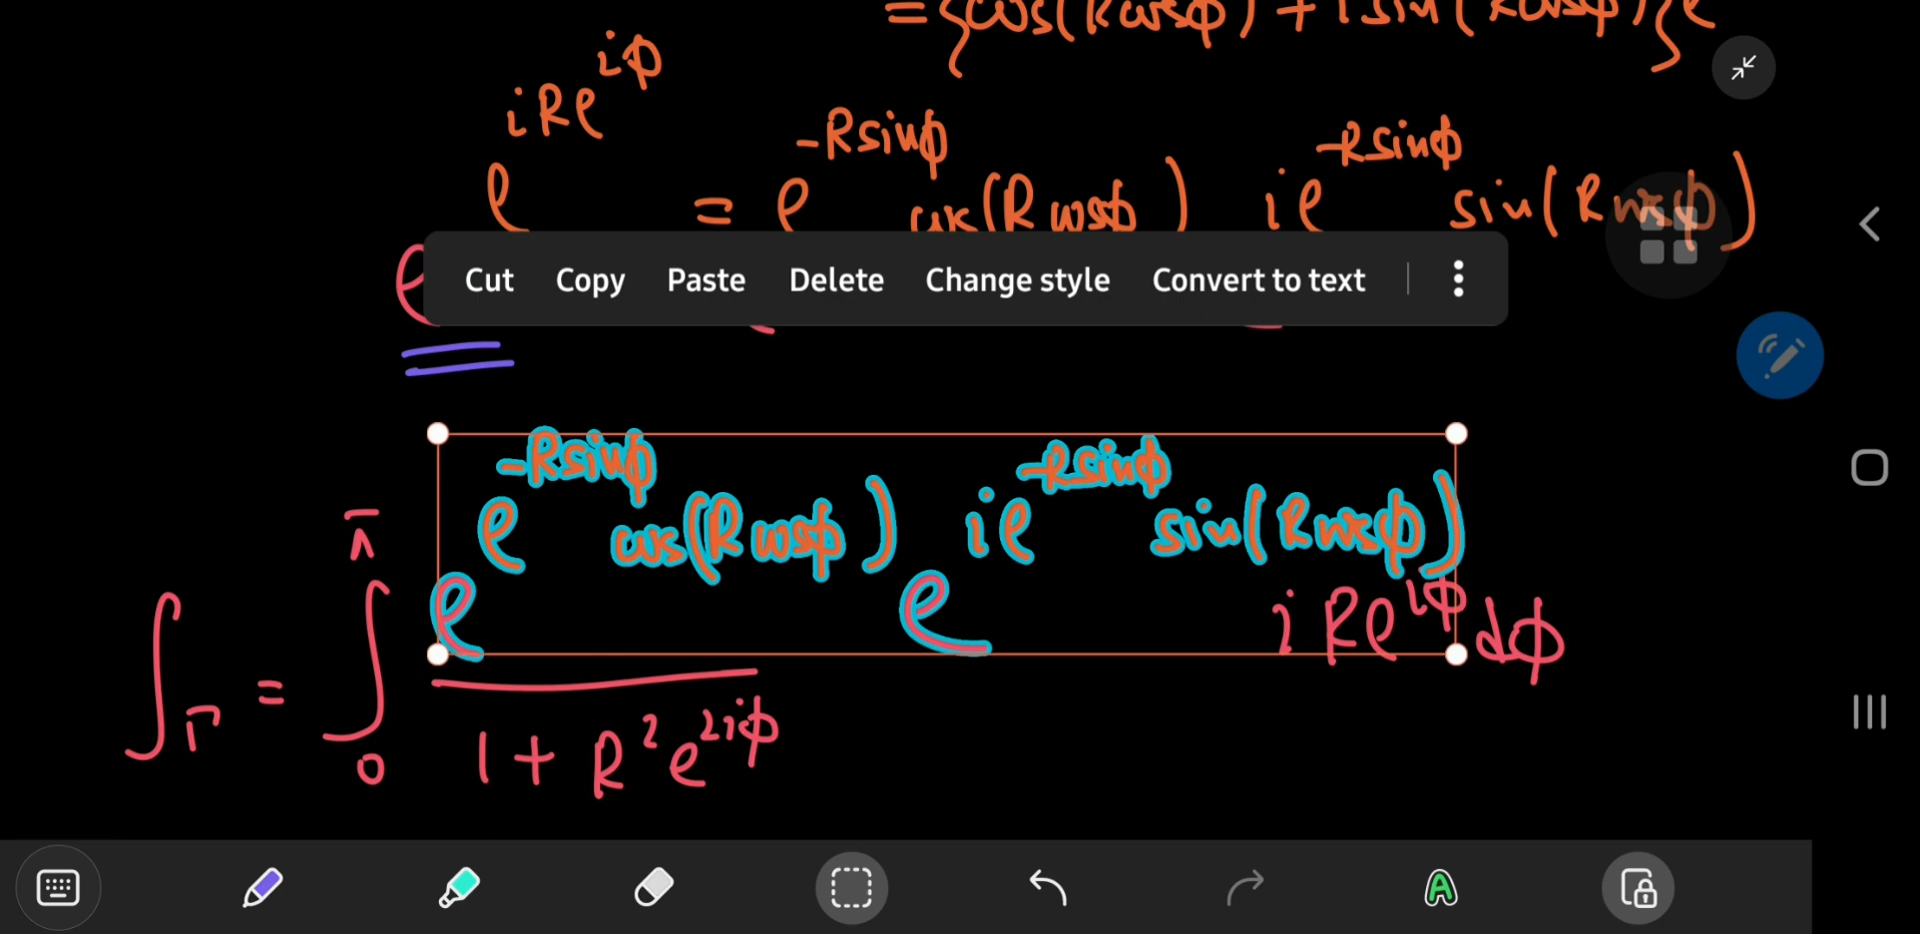 ={cos(Rcosϕ) + i sin(Rcosϕ)}e
e^{iRe^{iϕ}} = e^{-Rsinϕ} cos(Rcosϕ) ie^{-Rsinϕ} sin(Rcosϕ)
e
Cut Copy Paste Delete Change style Convert to text
∫_Γ = ∫_0^π e^{e^{-Rsinϕ} cos(Rcosϕ)} e^{ie^{-Rsinϕ} sin(Rcosϕ)} iRe^{iϕ} dϕ
1 + R²e^{2iϕ}
A